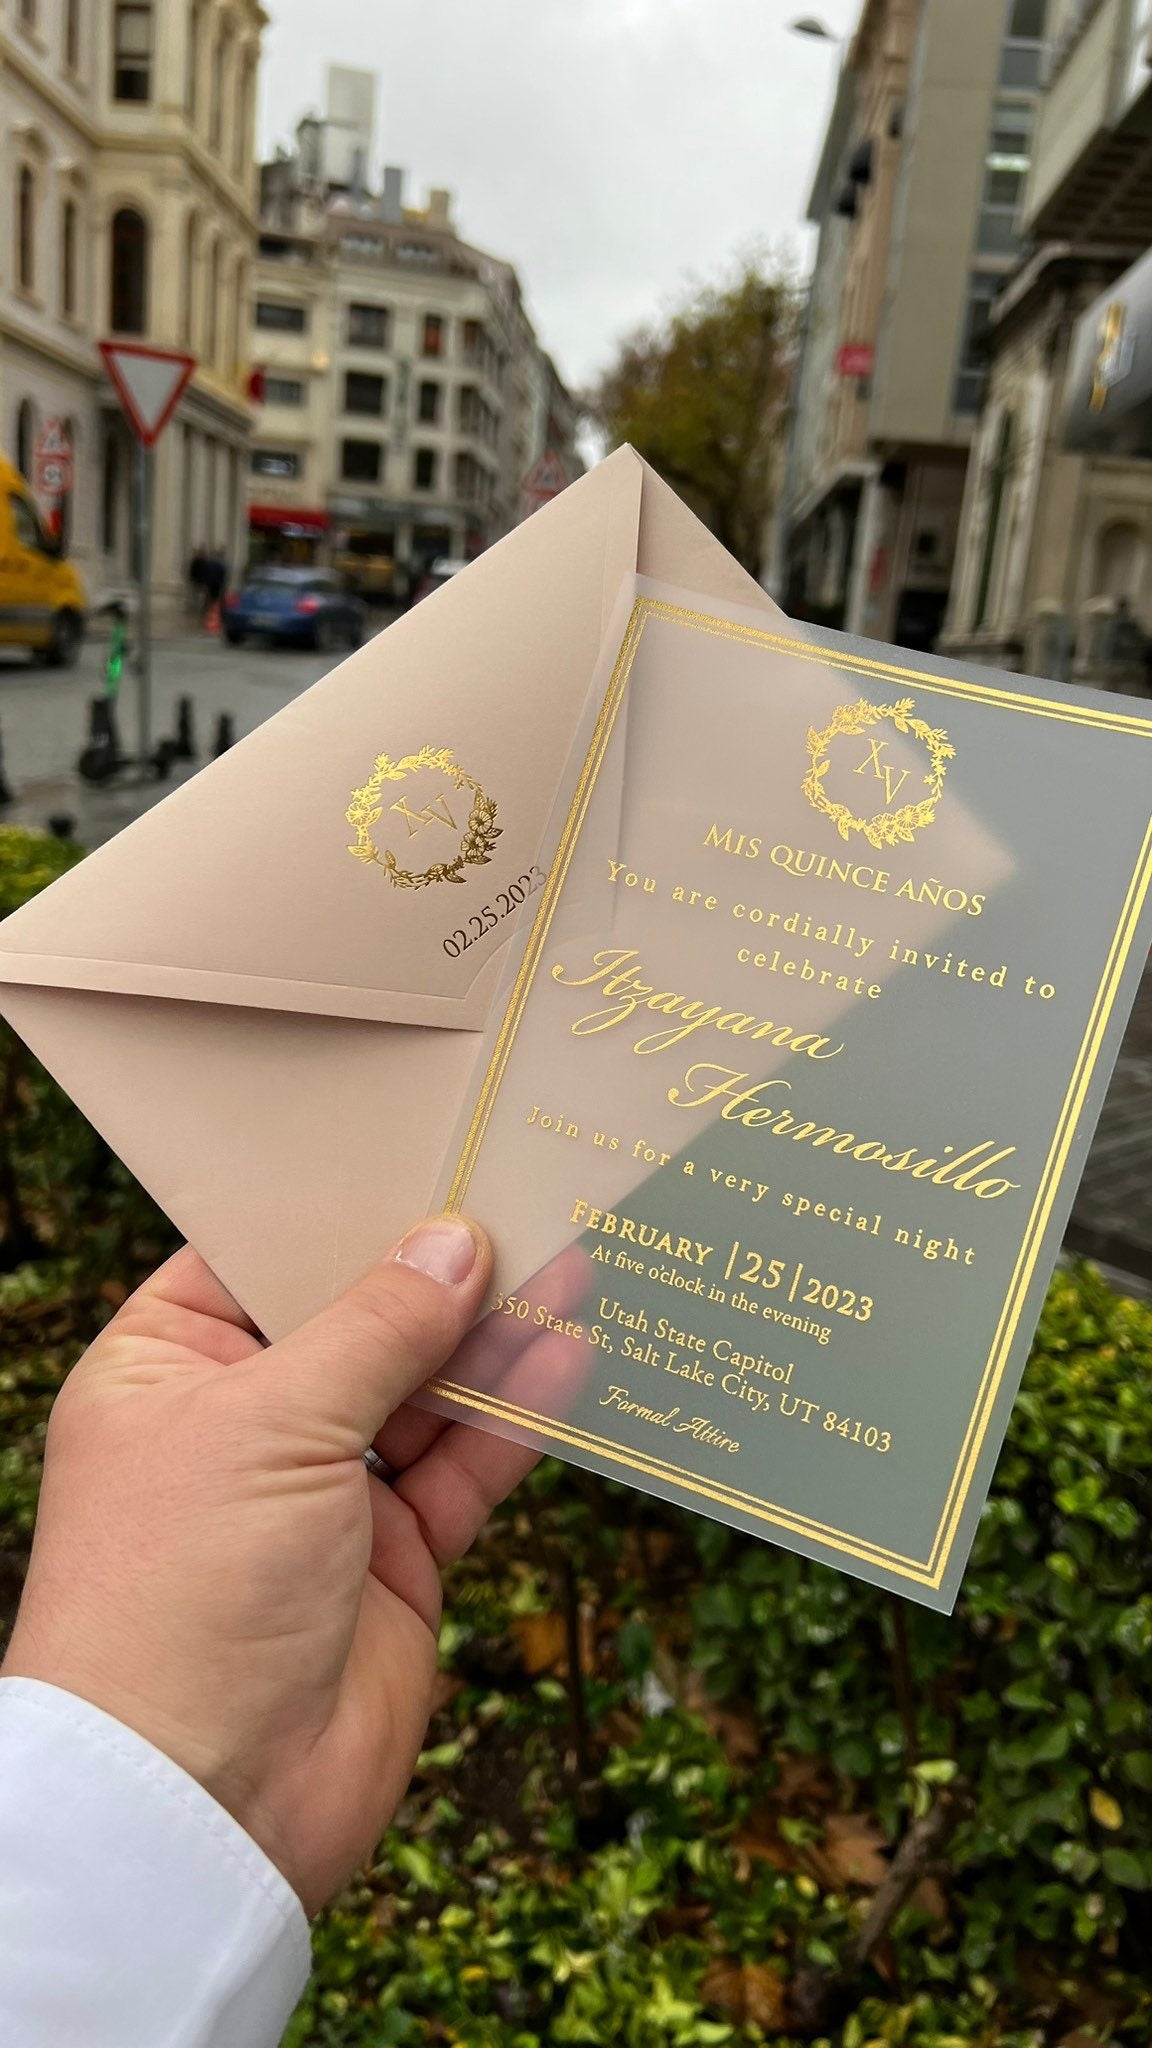 XV
02.25.2023
XV
MIS QUINCE AÑOS
You are cordially invited to
celebrate
Itzayana
Hermosillo
Join us for a very special night
FEBRUARY |25|2023
At five o'clock in the evening
Utah State Capitol
350 State St, Salt Lake City, UT 84103
Formal Attire